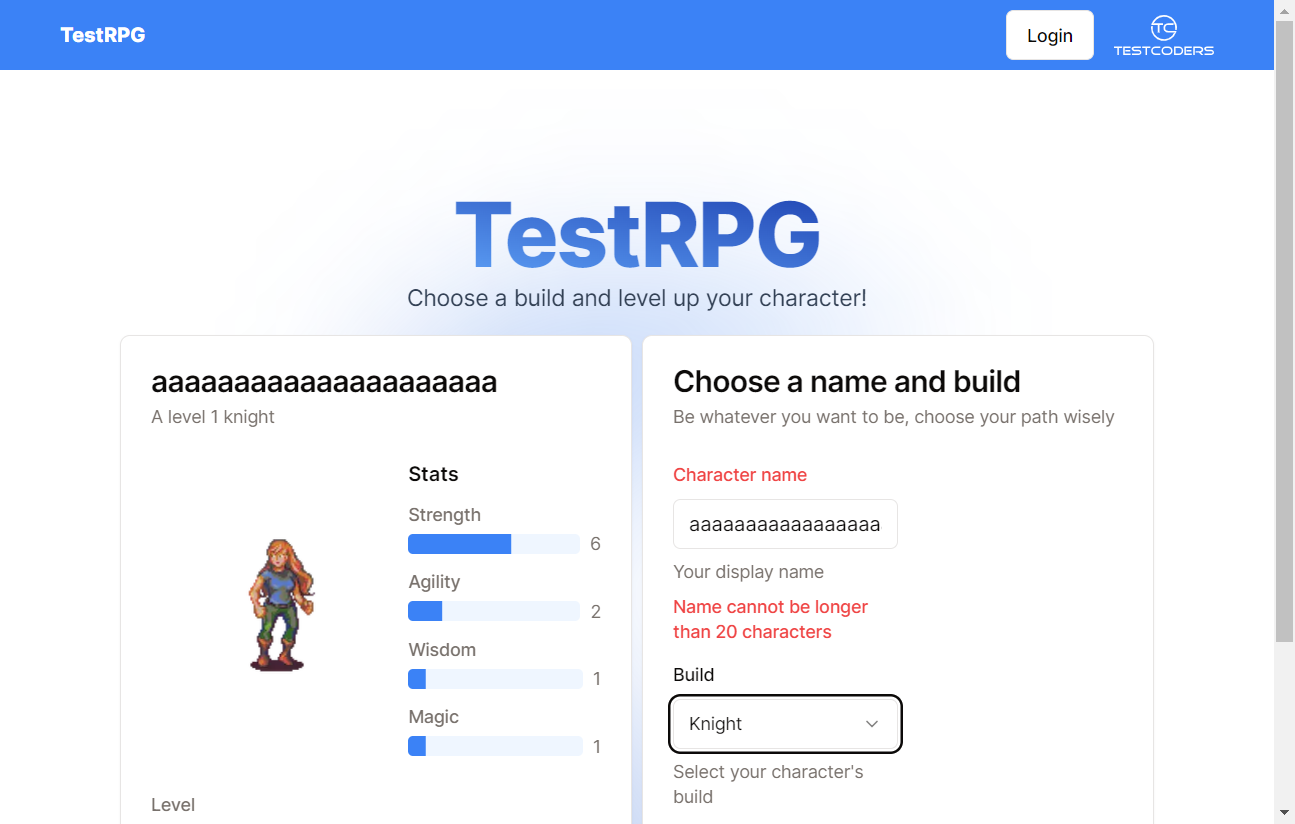 TestRPG
Login
TC
TESTCODERS
TestRPG
Choose a build and level up your character!
aaaaaaaaaaaaaaaaaaaaa
A level 1 knight
Stats
Strength
6
Agility
2
Wisdom
1
Magic
1
Level
Choose a name and build
Be whatever you want to be, choose your path wisely
Character name
aaaaaaaaaaaaaaaaa
Your display name
Name cannot be longer
than 20 characters
Build
Knight
Select your character's
build